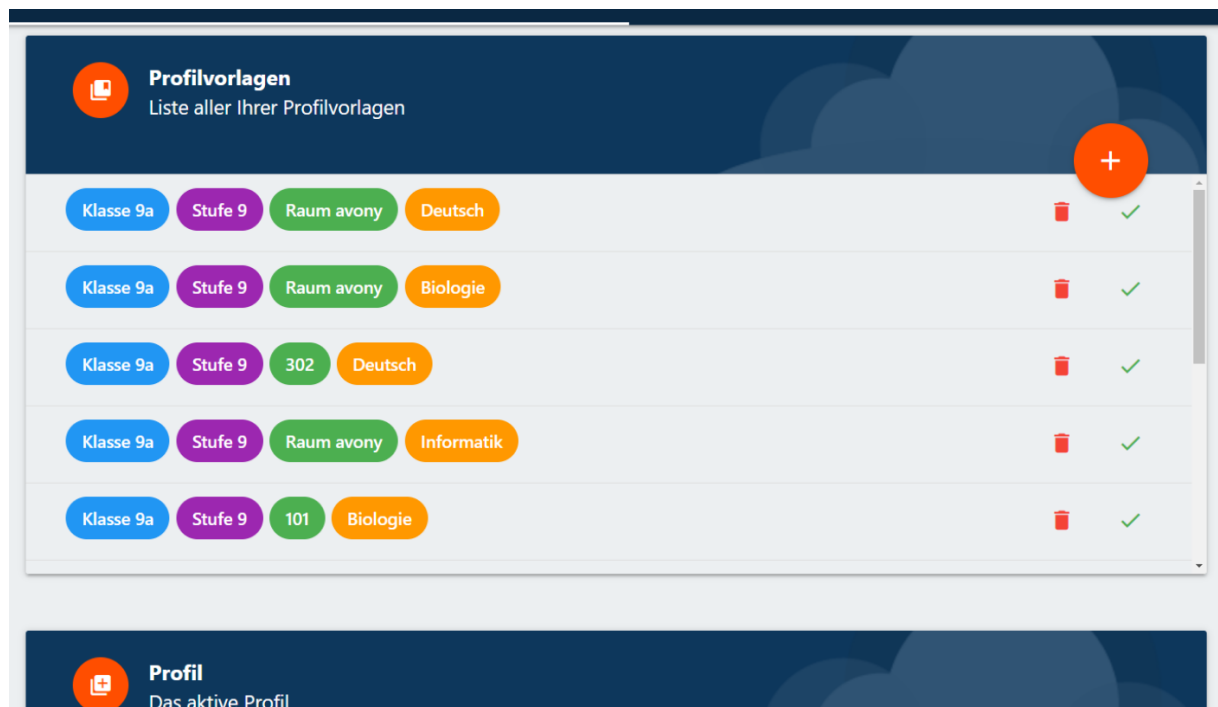 Profilvorlagen
Liste aller Ihrer Profilvorlagen
Klasse 9a Stufe 9 Raum avony Deutsch
Klasse 9a Stufe 9 Raum avony Biologie
Klasse 9a Stufe 9 302 Deutsch
Klasse 9a Stufe 9 Raum avony Informatik
Klasse 9a Stufe 9 101 Biologie
Profil
Das aktive Profil